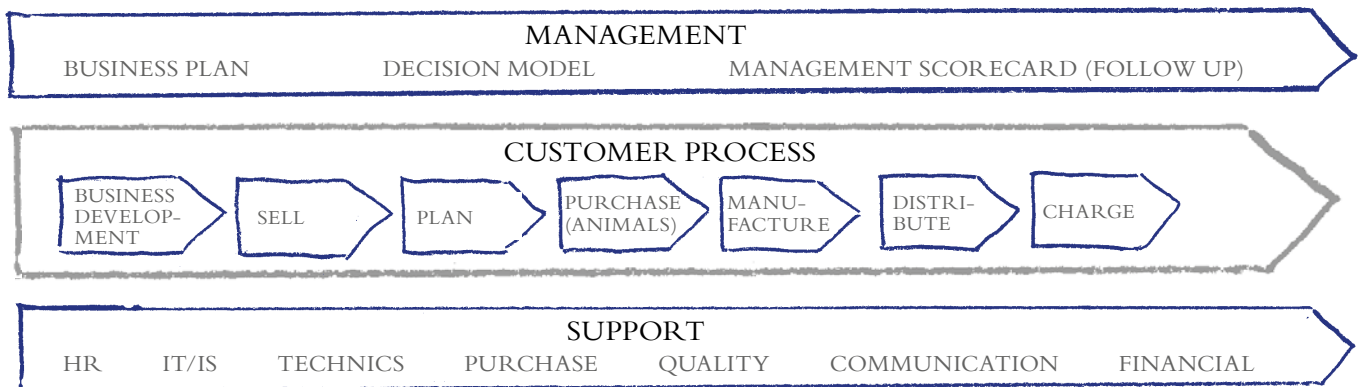 MANAGEMENT
BUSINESS PLAN DECISION MODEL MANAGEMENT SCORECARD (FOLLOW UP)
CUSTOMER PROCESS
BUSINESS
DEVELOP-
MENT
SELL
PLAN
PURCHASE
(ANIMALS)
MANU-
FACTURE
DISTRI-
BUTE
CHARGE
SUPPORT
HR IT/IS TECHNICS PURCHASE QUALITY COMMUNICATION FINANCIAL